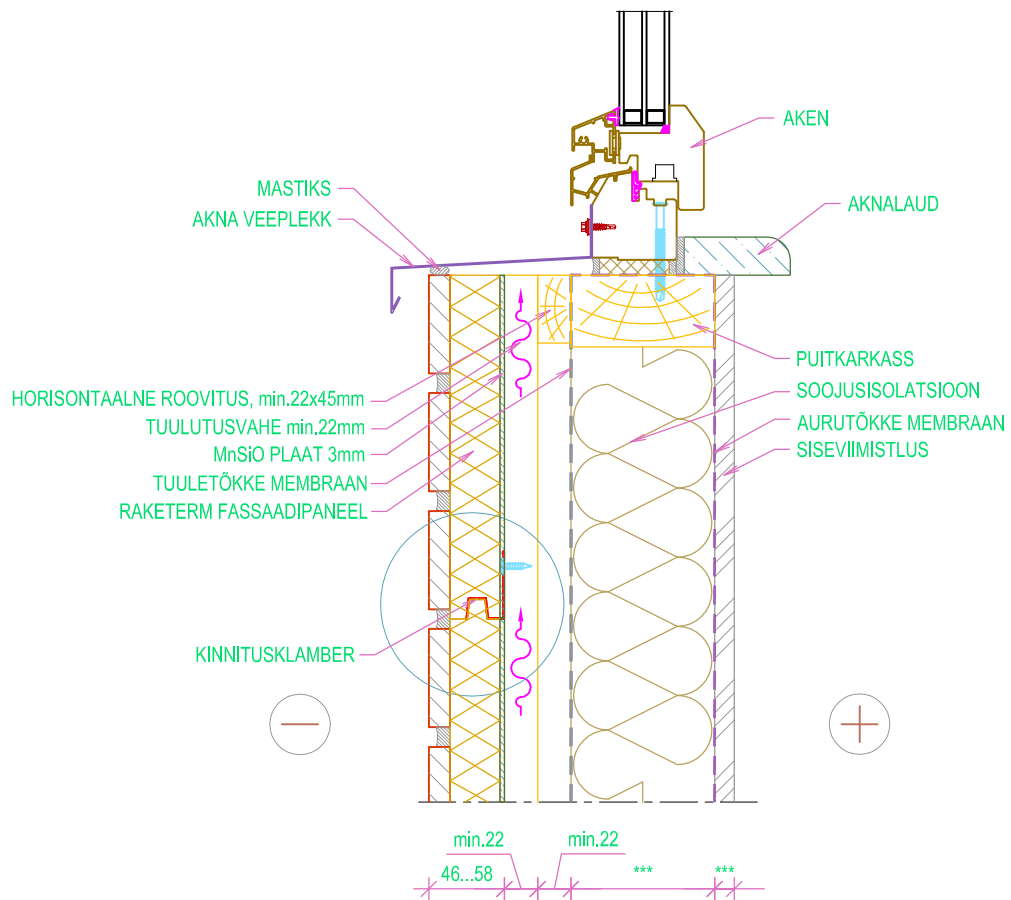 AKEN
MASTIKS
AKNA VEEPLEKK
AKNALAUD
HORISONTAALNE ROOVITUS, min.22x45mm
TUULUTUSVAHE min.22mm
MnSiO PLAAT 3mm
TUULETÕKKE MEMBRAAN
RAKETERM FASSAADIPANEEL
PUITKARKASS
SOOJUSISOLATSIOON
AURUTÕKKE MEMBRAAN
SISEVIIMISTLUS
KINNITUSKLAMBER
min.22 min.22
46...58 *** ***